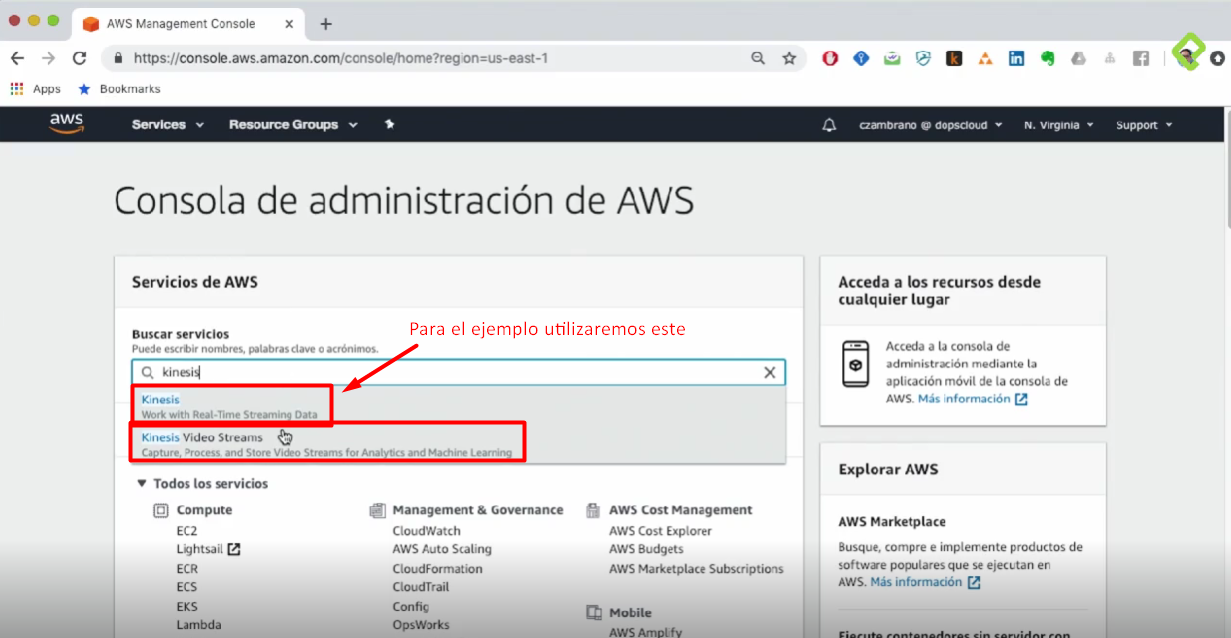 AWS Management Console
https://console.aws.amazon.com/console/home?region=us-east-1
Apps
Bookmarks
aws
Services
Resource Groups
czambrano @ dopscloud
N. Virginia
Support
Consola de administración de AWS
Servicios de AWS
Buscar servicios
Puede escribir nombres, palabras clave o acrónimos.
Para el ejemplo utilizaremos este
kinesis
Kinesis
Work with Real-Time Streaming Data
Kinesis Video Streams
Capture, Process, and Store Video Streams for Analytics and Machine Learning
Todos los servicios
Compute
EC2
Lightsail
ECR
ECS
EKS
Lambda
Management & Governance
CloudWatch
AWS Auto Scaling
CloudFormation
CloudTrail
Config
OpsWorks
AWS Cost Management
AWS Cost Explorer
AWS Budgets
AWS Marketplace Subscriptions
Mobile
AWS Amplify
Acceda a los recursos desde
cualquier lugar
Acceda a la consola de
administración mediante la
aplicación móvil de la consola de
AWS. Más información
Explorar AWS
AWS Marketplace
Busque, compre e implemente productos de
software populares que se ejecutan en
AWS. Más información
Ejecute contenedores sin servidor con